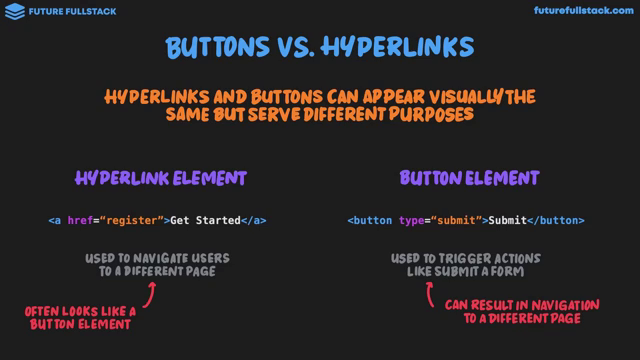 FUTURE FULLSTACK
futurefullstack.com
BUTTONS VS. HYPERLINKS
HYPERLINKS AND BUTTONS CAN APPEAR VISUALLY THE
SAME BUT SERVE DIFFERENT PURPOSES
HYPERLINK ELEMENT
<a href=“register”>Get Started</a>
USED TO NAVIGATE USERS
TO A DIFFERENT PAGE
OFTEN LOOKS LIKE A
BUTTON ELEMENT
BUTTON ELEMENT
<button type=“submit”>Submit</button>
USED TO TRIGGER ACTIONS
LIKE SUBMIT A FORM
CAN RESULT IN NAVIGATION
TO A DIFFERENT PAGE